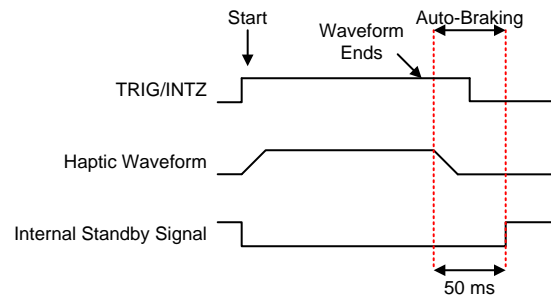 Start
Auto-Braking
Waveform
Ends
TRIG/INTZ
Haptic Waveform
Internal Standby Signal
50 ms